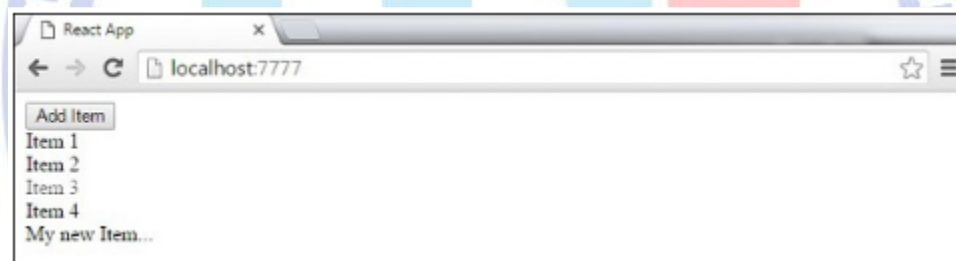 React App
localhost:7777
Add Item
Item 1
Item 2
Item 3
Item 4
My new Item...